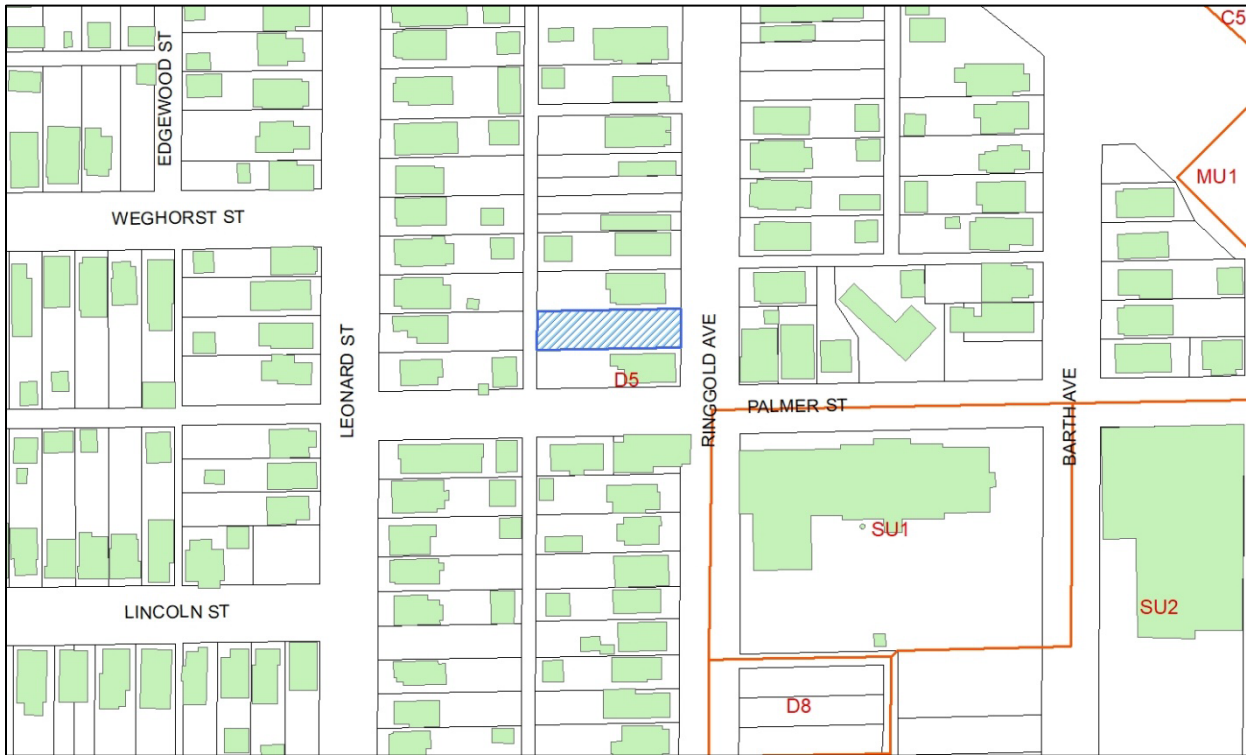 C5
EDGEWOOD ST
MU1
WEGHORST ST
LEONARD ST
RINGGOLD AVE
D5
PALMER ST
BARTH AVE
SU1
SU2
LINCOLN ST
D8